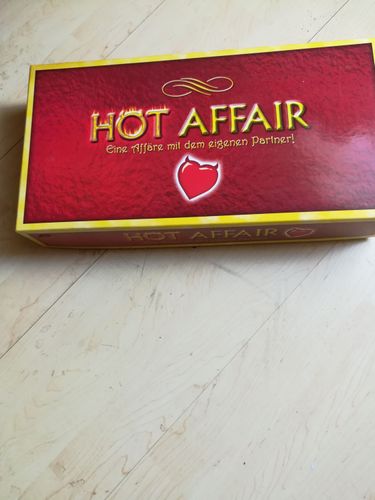 HOT AFFAIR
Eine Affäre mit dem eigenen Partner!
HOT AFFAIR